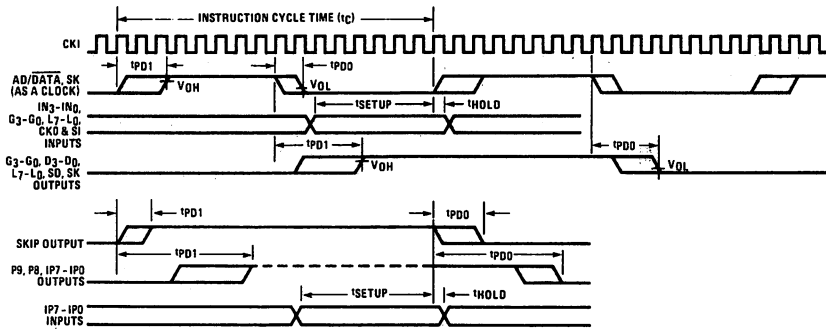 INSTRUCTION CYCLE TIME (tC)
CKI
tPD1
tPD0
AD/DATA, SK
(AS A CLOCK)
VOH
VOL
IN3-IN0,
G3-G0, L7-L0,
CKO & SI
INPUTS
tSETUP
tHOLD
tPD1
tPD0
G3-G0, D3-D0,
L7-L0, SO, SK
OUTPUTS
VOH
VOL
tPD1
tPD0
SKIP OUTPUT
tPD1
tPD0
P9, P8, IP7 - IP0
OUTPUTS
tSETUP
tHOLD
IP7 - IP0
INPUTS